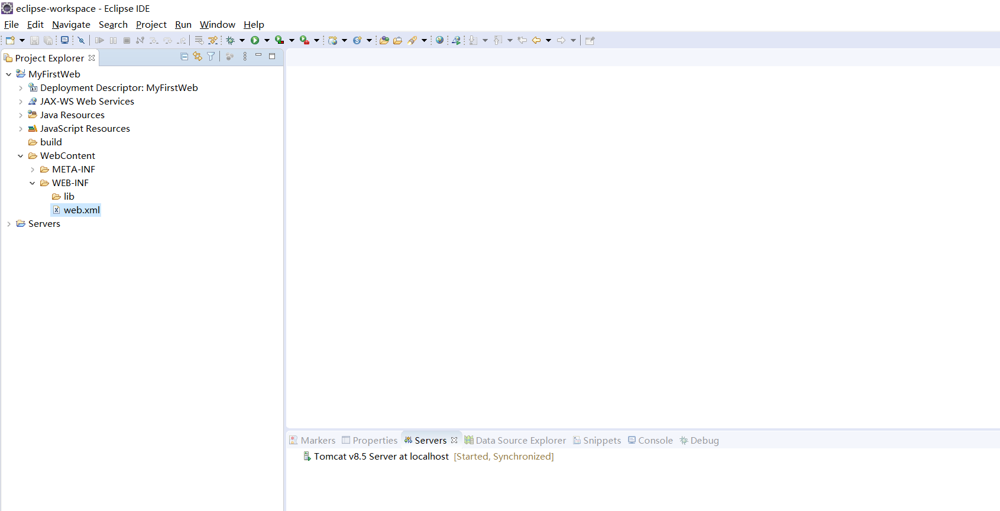 eclipse-workspace - Eclipse IDE
File Edit Navigate Search Project Run Window Help
Project Explorer
MyFirstWeb
Deployment Descriptor: MyFirstWeb
JAX-WS Web Services
Java Resources
JavaScript Resources
build
WebContent
META-INF
WEB-INF
lib
web.xml
Servers
Markers Properties Servers Data Source Explorer Snippets Console Debug
Tomcat v8.5 Server at localhost [Started, Synchronized]